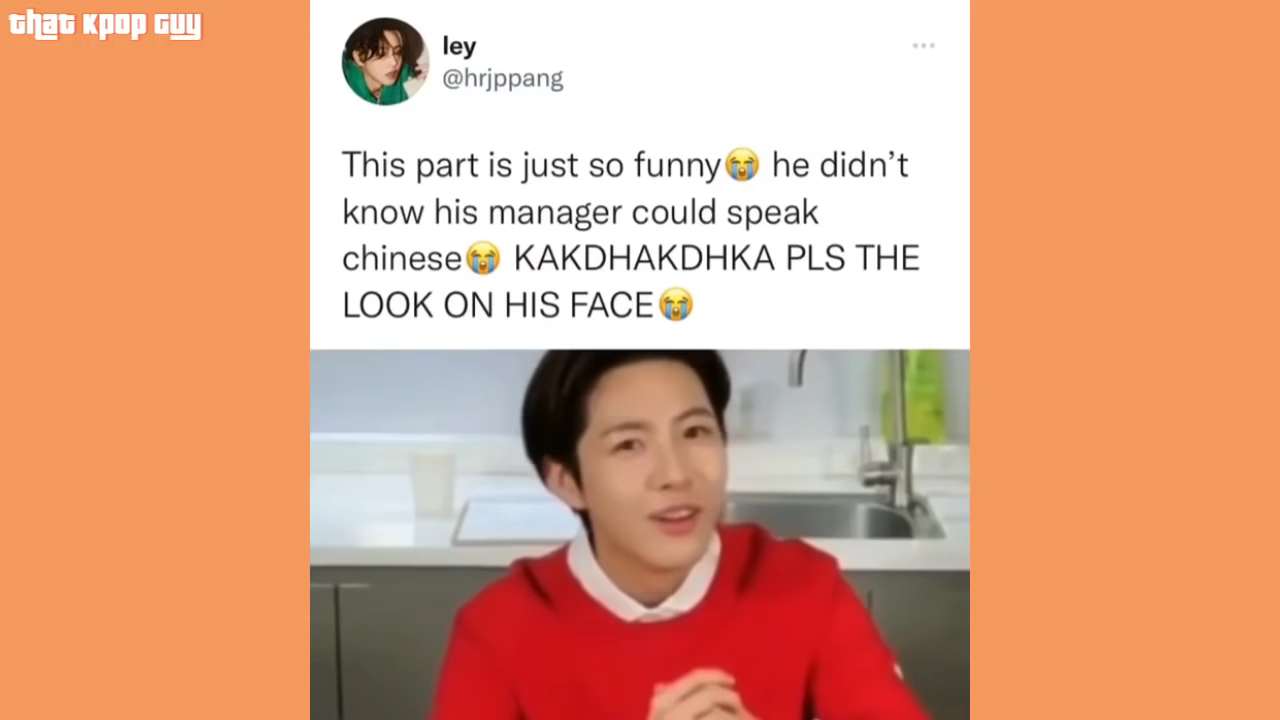 that kpop guy
ley
@hrjppang
This part is just so funny😭 he didn’t
know his manager could speak
chinese😭 KAKDHAKDHKA PLS THE
LOOK ON HIS FACE😭